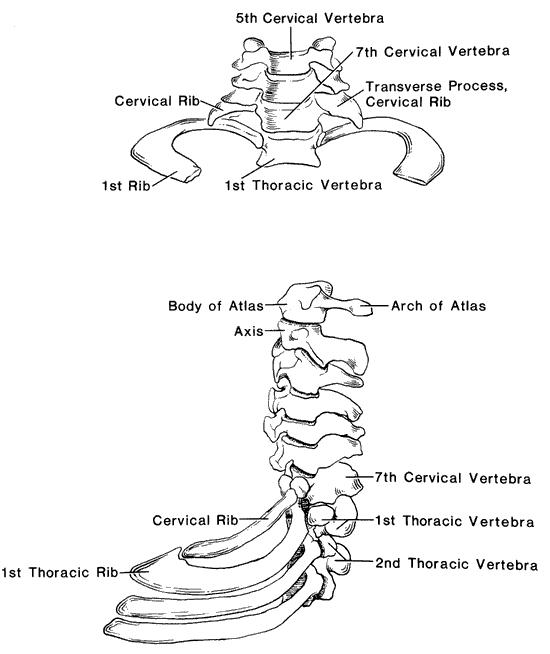 5th Cervical Vertebra
7th Cervical Vertebra
Transverse Process,
Cervical Rib
Cervical Rib
1st Rib
1st Thoracic Vertebra
Body of Atlas
Arch of Atlas
Axis
7th Cervical Vertebra
Cervical Rib
1st Thoracic Vertebra
2nd Thoracic Vertebra
1st Thoracic Rib